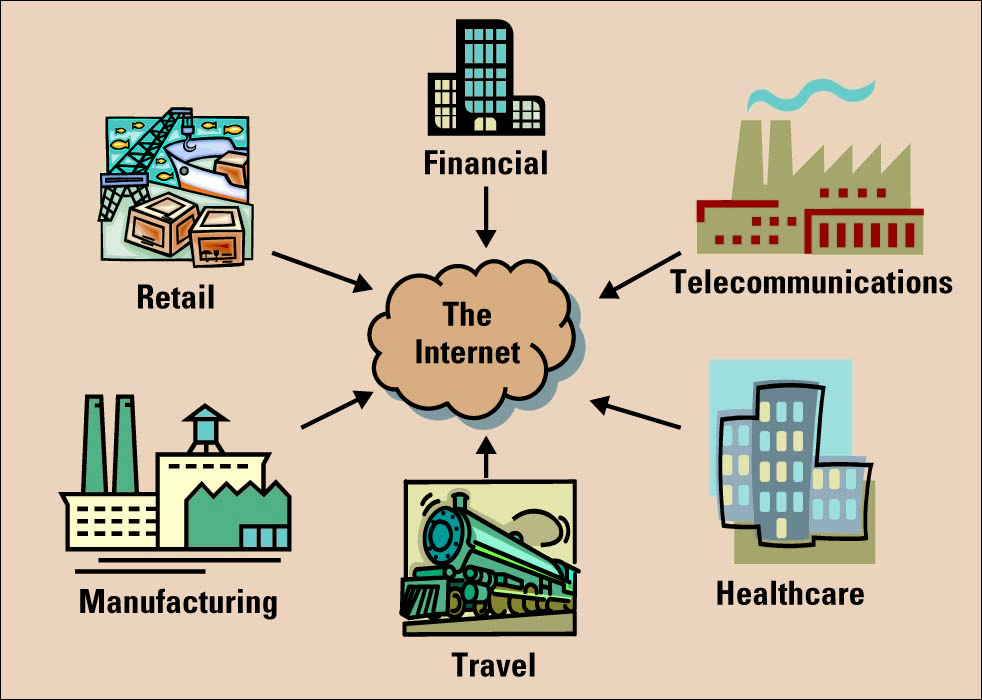 Financial
Retail
Telecommunications
The
Internet
Manufacturing
Healthcare
Travel